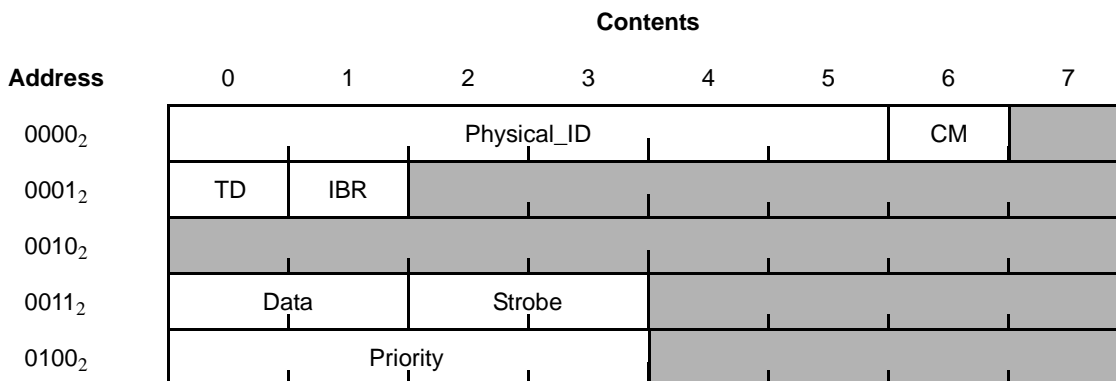 Contents
Address 0 1 2 3 4 5 6 7
0000₂ Physical_ID CM
0001₂ TD IBR
0010₂
0011₂ Data Strobe
0100₂ Priority